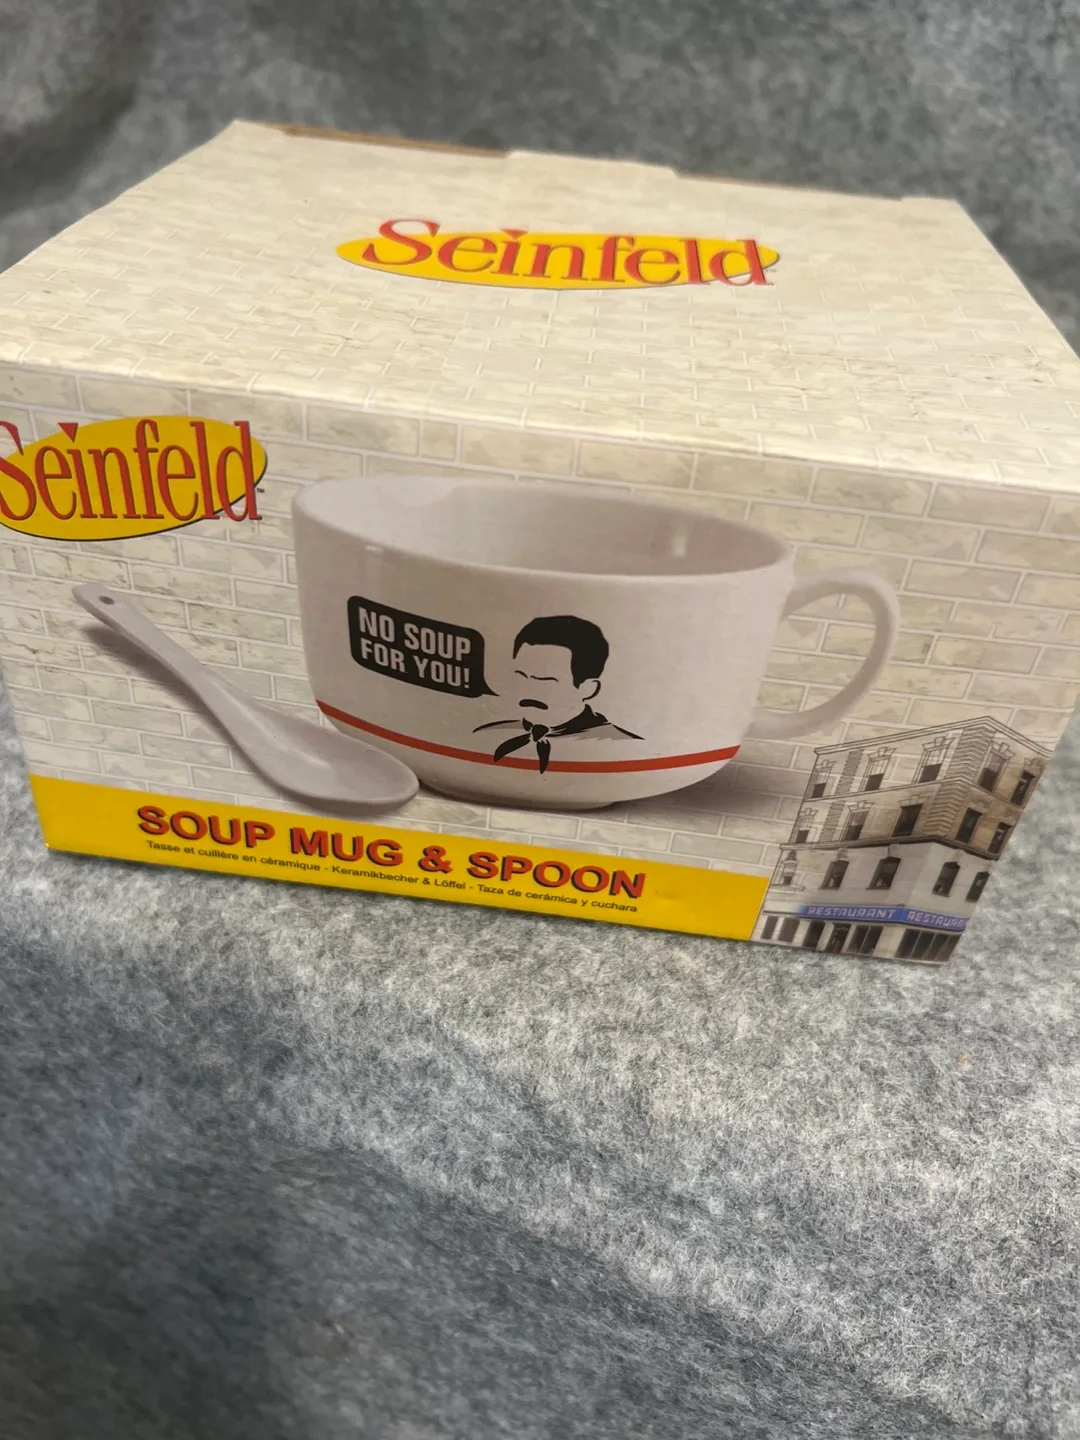 Seinfeld
Seinfeld
NO SOUP
FOR YOU!
SOUP MUG & SPOON
Tasse et cuillère en céramique - Keramikbecher & Löffel - Taza de cerámica y cuchara
RESTAURANT RESTAURA